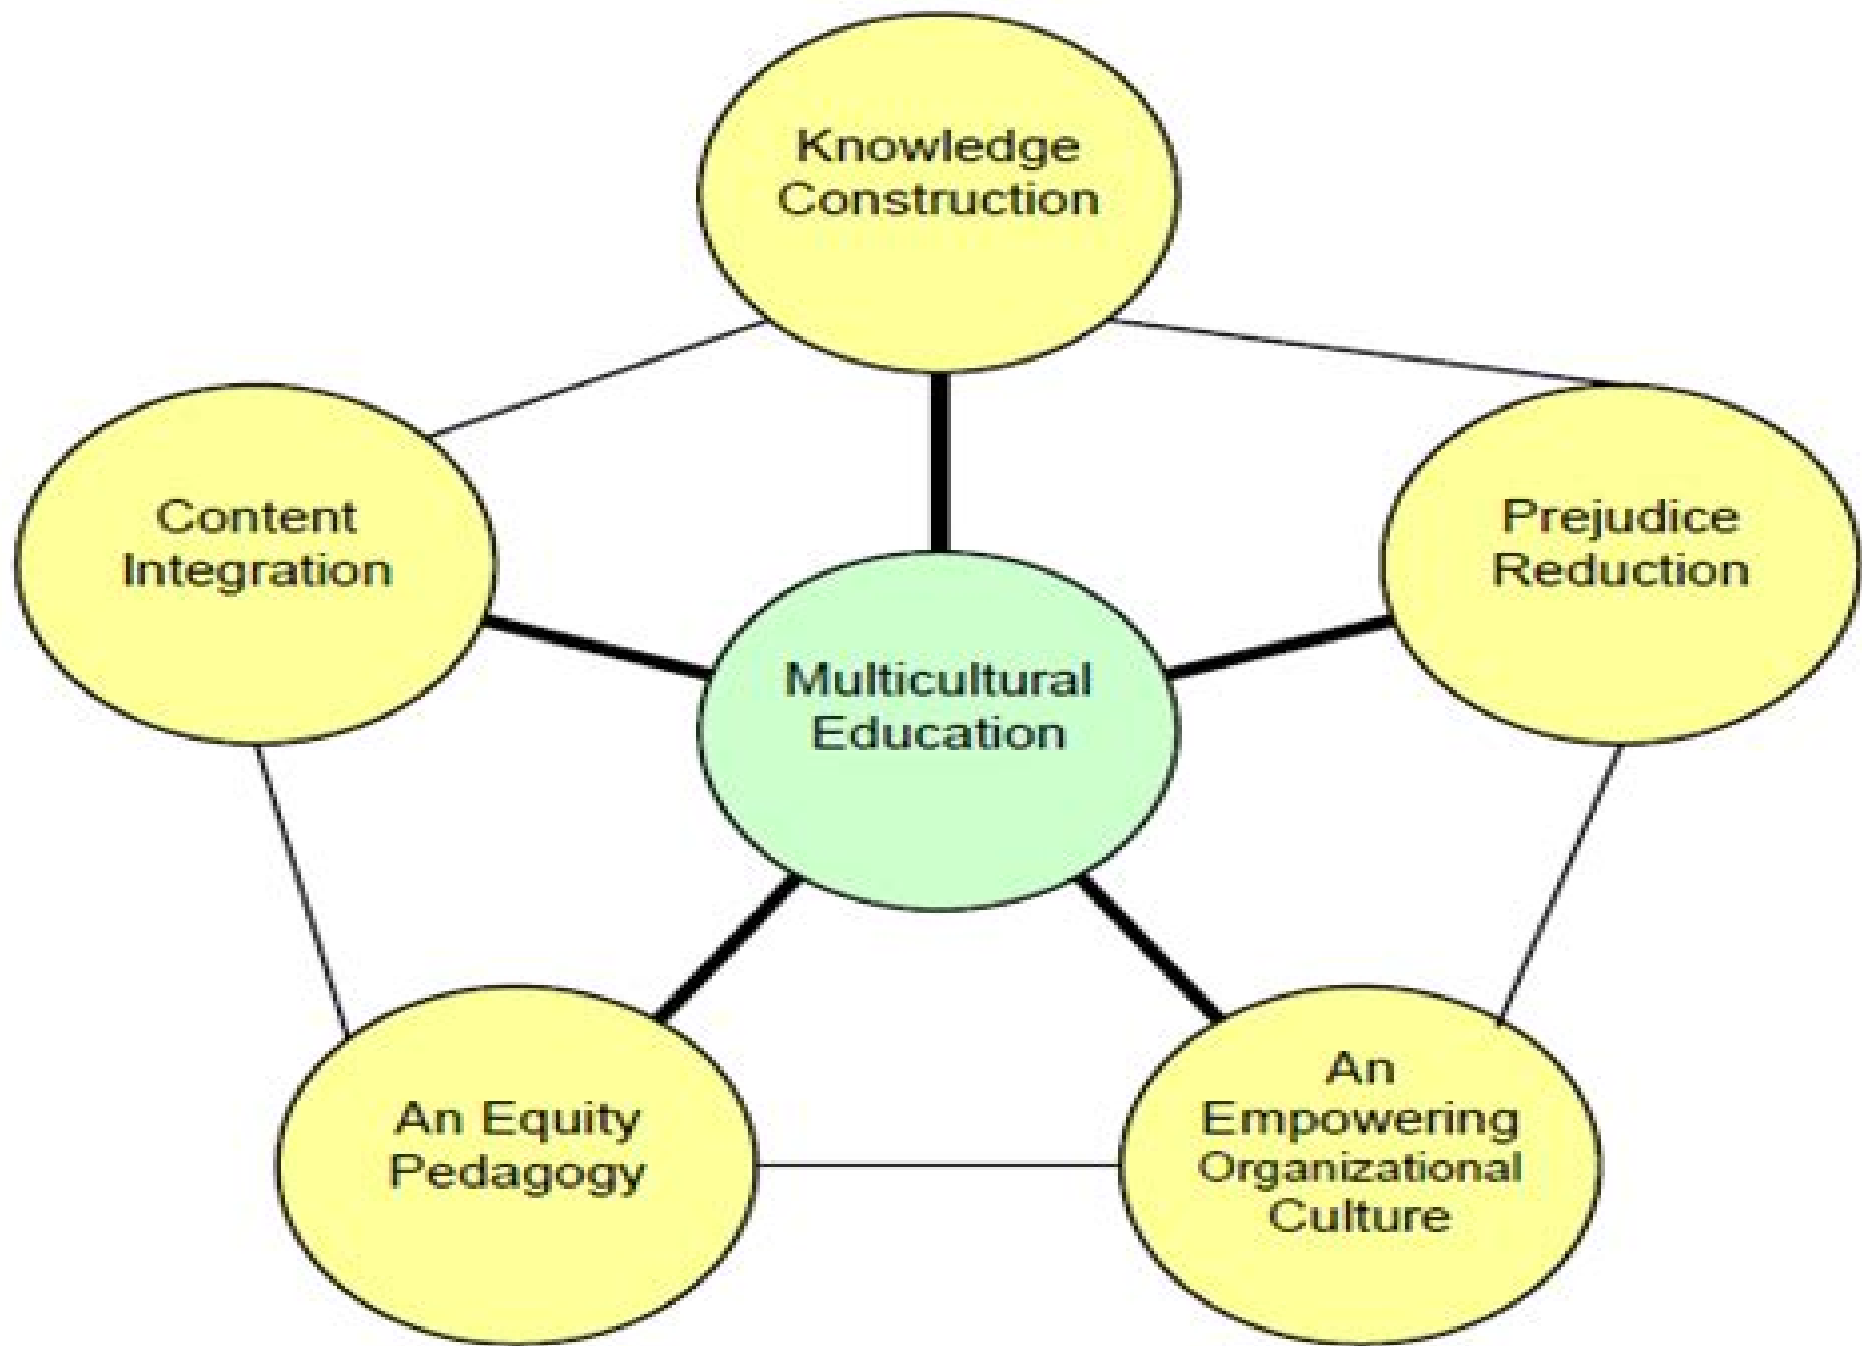 Knowledge
Construction
Content
Integration
Prejudice
Reduction
Multicultural
Education
An Equity
Pedagogy
An
Empowering
Organizational
Culture